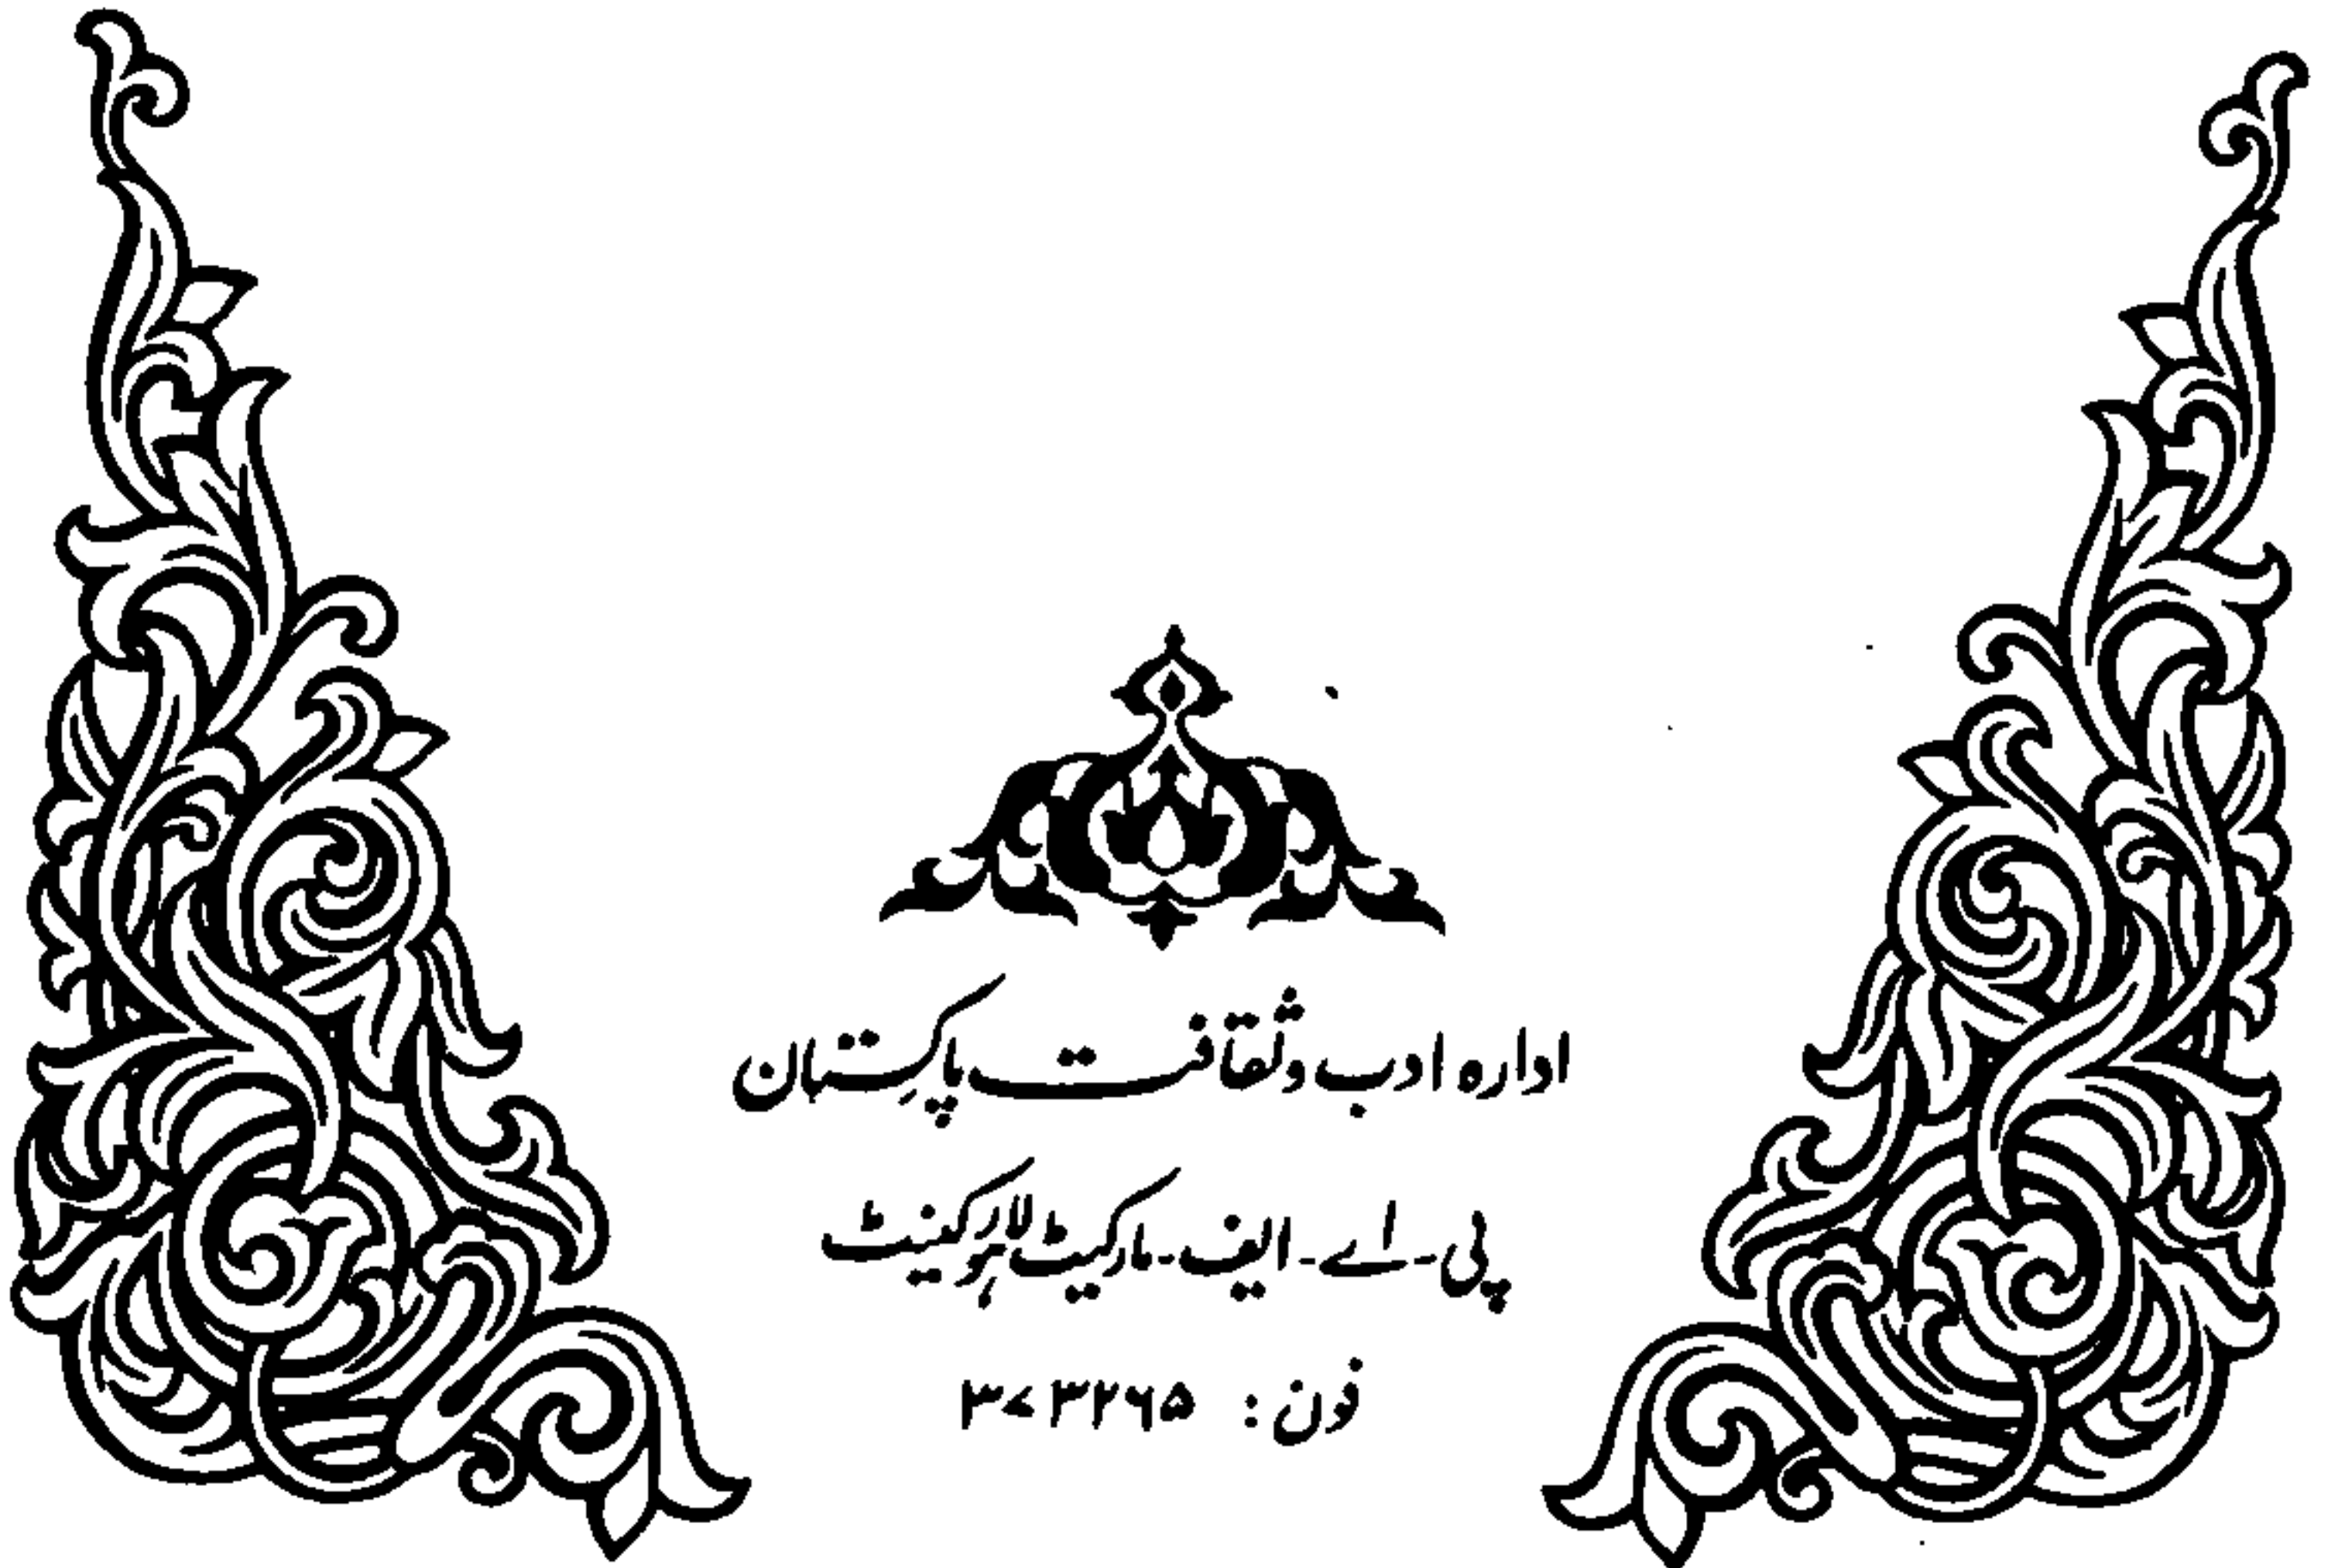 ادارہ ادب و ثقافت پاکستان
پی-اے-ایف-مارکیٹ لاہور کینٹ
فون: ۳۷۳۲۶۵